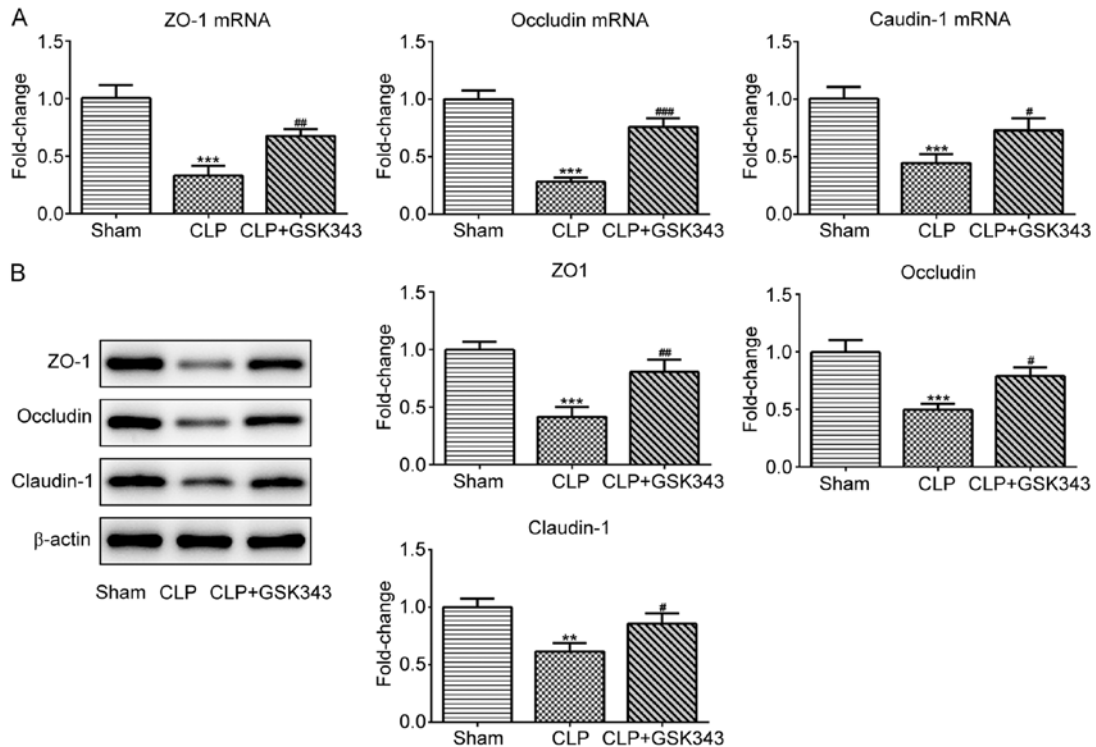 A
ZO-1 mRNA
Fold-change
1.5
1.0
0.5
0.0
***
##
Sham CLP CLP+GSK343
Occludin mRNA
Fold-change
1.5
1.0
0.5
0.0
***
###
Sham CLP CLP+GSK343
Caudin-1 mRNA
Fold-change
1.5
1.0
0.5
0.0
***
#
Sham CLP CLP+GSK343
B
ZO-1
Occludin
Claudin-1
β-actin
Sham CLP CLP+GSK343
ZO1
Fold-change
1.5
1.0
0.5
0.0
***
##
Sham CLP CLP+GSK343
Occludin
Fold-change
1.5
1.0
0.5
0.0
***
#
Sham CLP CLP+GSK343
Claudin-1
Fold-change
1.5
1.0
0.5
0.0
**
#
Sham CLP CLP+GSK343